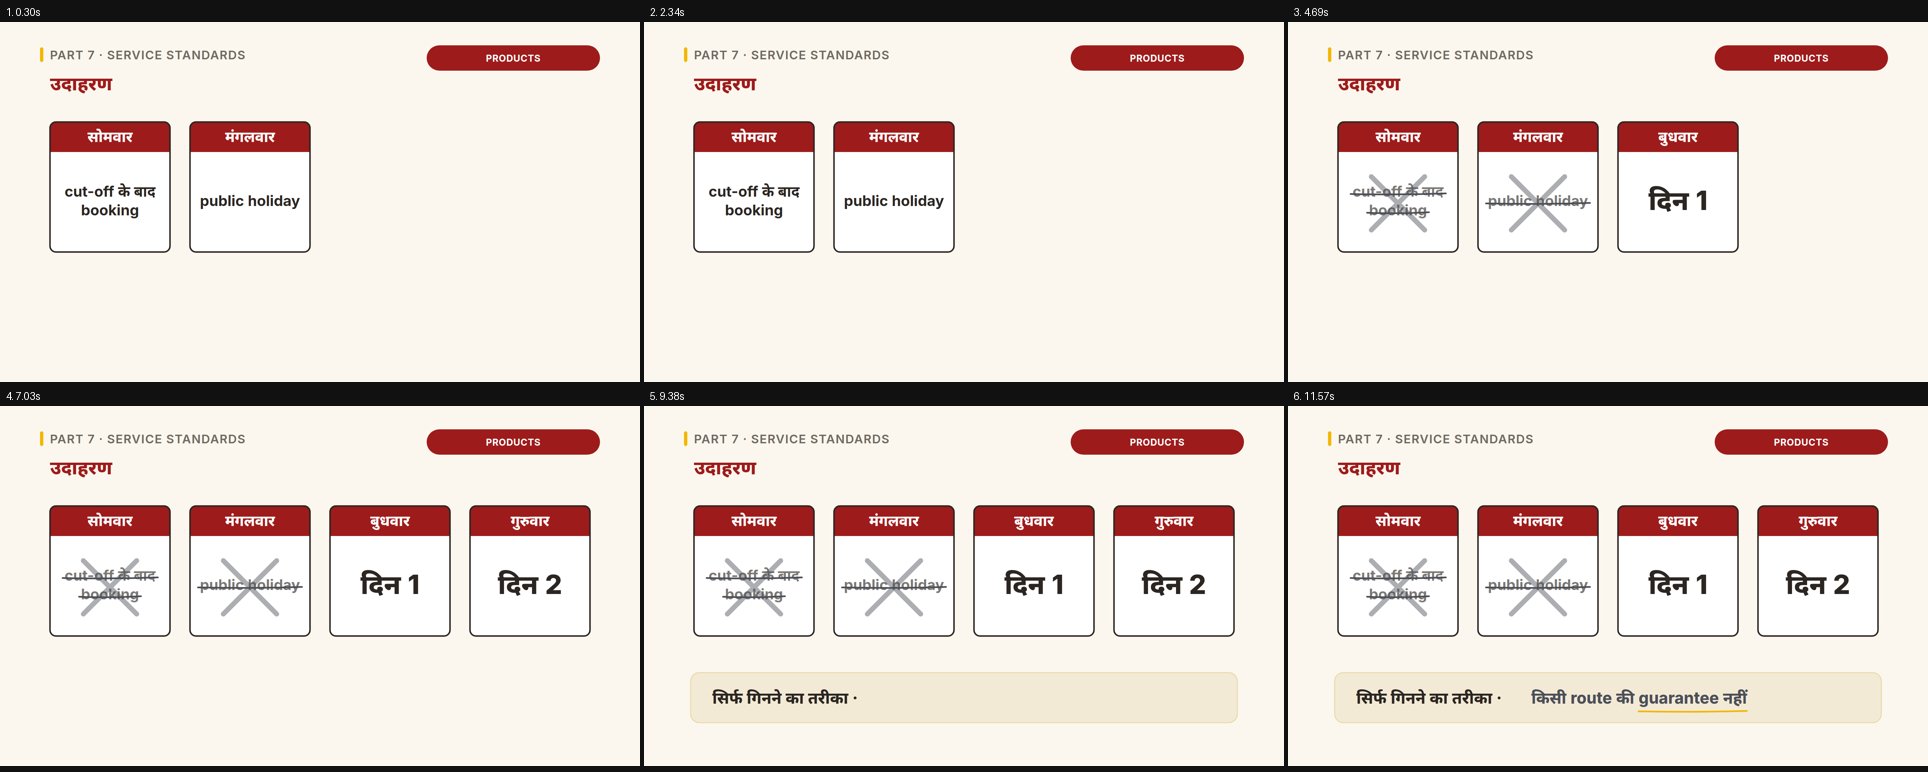 1. 0.30s
PART 7 · SERVICE STANDARDS
PRODUCTS
उदाहरण
सोमवार
cut-off के बाद
booking
मंगलवार
public holiday
2. 2.34s
PART 7 · SERVICE STANDARDS
PRODUCTS
उदाहरण
सोमवार
cut-off के बाद
booking
मंगलवार
public holiday
3. 4.69s
PART 7 · SERVICE STANDARDS
PRODUCTS
उदाहरण
सोमवार
cut-off के बाद
booking
मंगलवार
public holiday
बुधवार
दिन 1
4. 7.03s
PART 7 · SERVICE STANDARDS
PRODUCTS
उदाहरण
सोमवार
cut-off के बाद
booking
मंगलवार
public holiday
बुधवार
दिन 1
गुरुवार
दिन 2
5. 9.38s
PART 7 · SERVICE STANDARDS
PRODUCTS
उदाहरण
सोमवार
cut-off के बाद
booking
मंगलवार
public holiday
बुधवार
दिन 1
गुरुवार
दिन 2
सिर्फ गिनने का तरीका ·
6. 11.57s
PART 7 · SERVICE STANDARDS
PRODUCTS
उदाहरण
सोमवार
cut-off के बाद
booking
मंगलवार
public holiday
बुधवार
दिन 1
गुरुवार
दिन 2
सिर्फ गिनने का तरीका · किसी route की guarantee नहीं